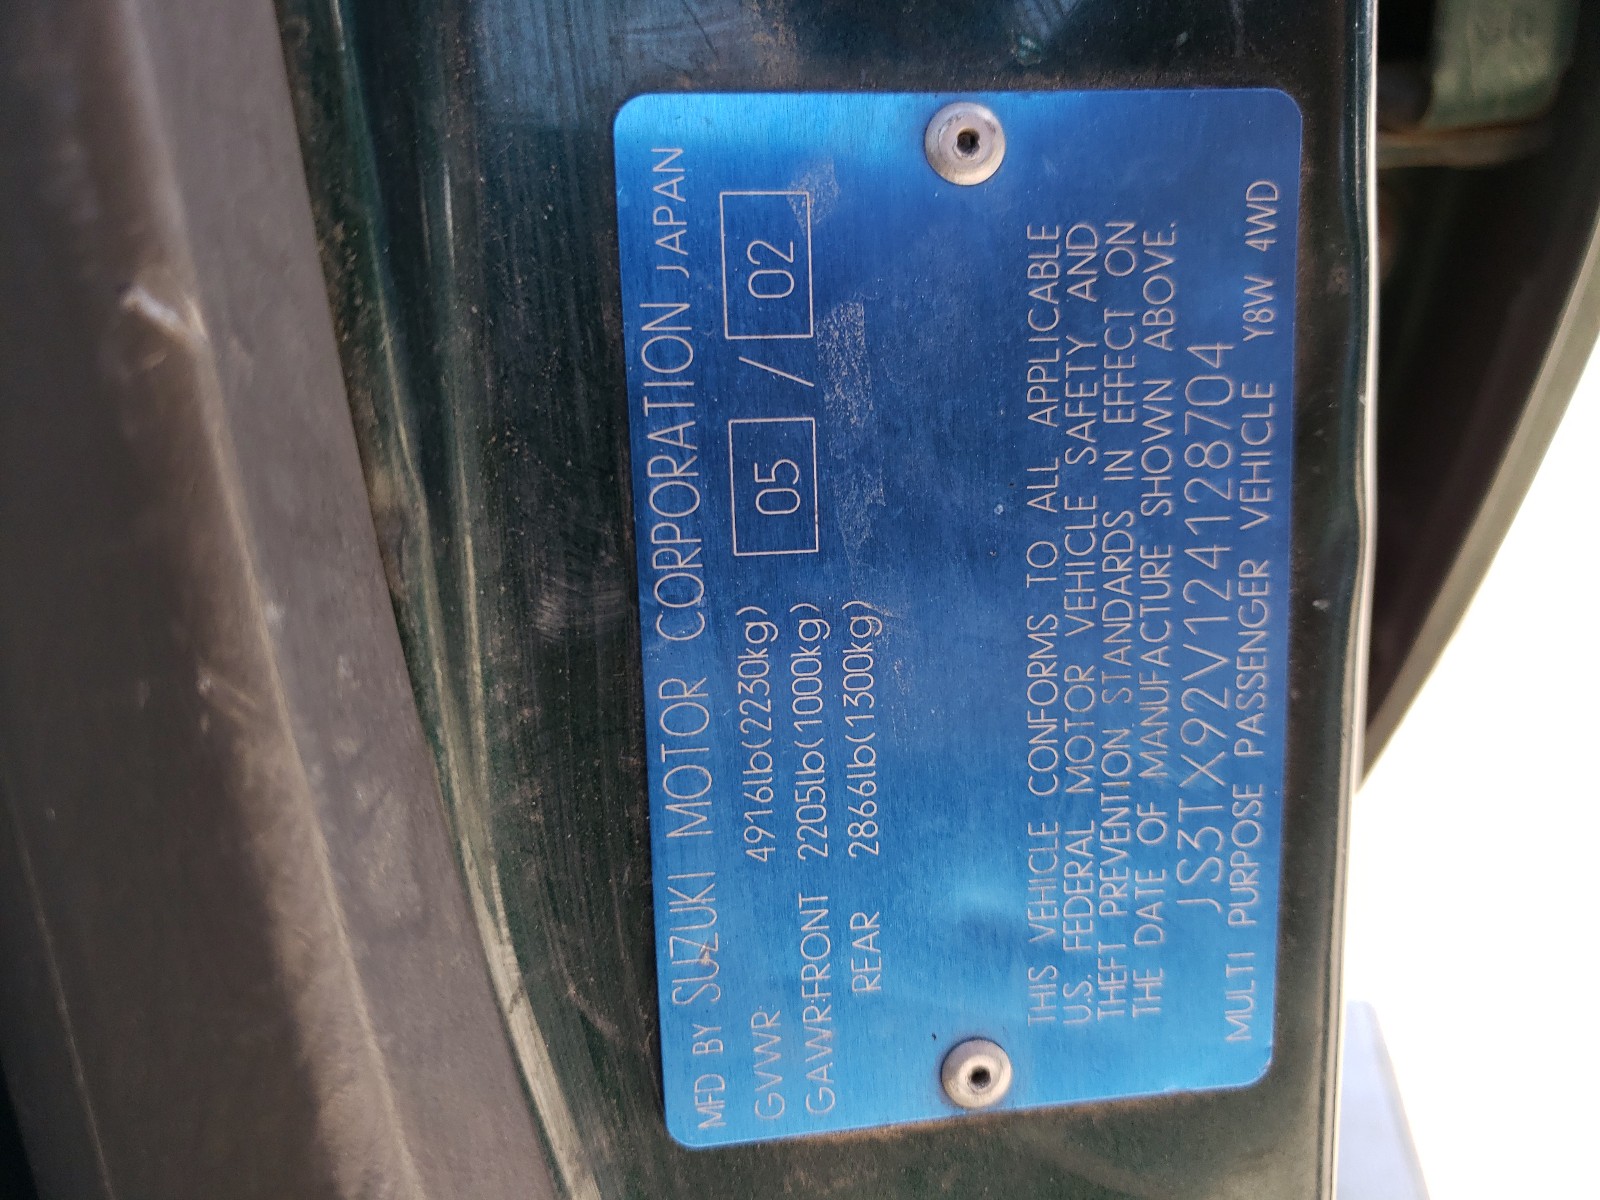 MFD BY SUZUKI MOTOR CORPORATION JAPAN
GVWR: 4916lb(2230kg) 05 / 02
GAWR:FRONT 2205lb(1000kg)
REAR 2866lb(1300kg)
THIS VEHICLE CONFORMS TO ALL APPLICABLE
U.S. FEDERAL MOTOR VEHICLE SAFETY AND
THEFT PREVENTION STANDARDS IN EFFECT ON
THE DATE OF MANUFACTURE SHOWN ABOVE.
JS3TX92V124128704
MULTI PURPOSE PASSENGER VEHICLE Y8W 4WD